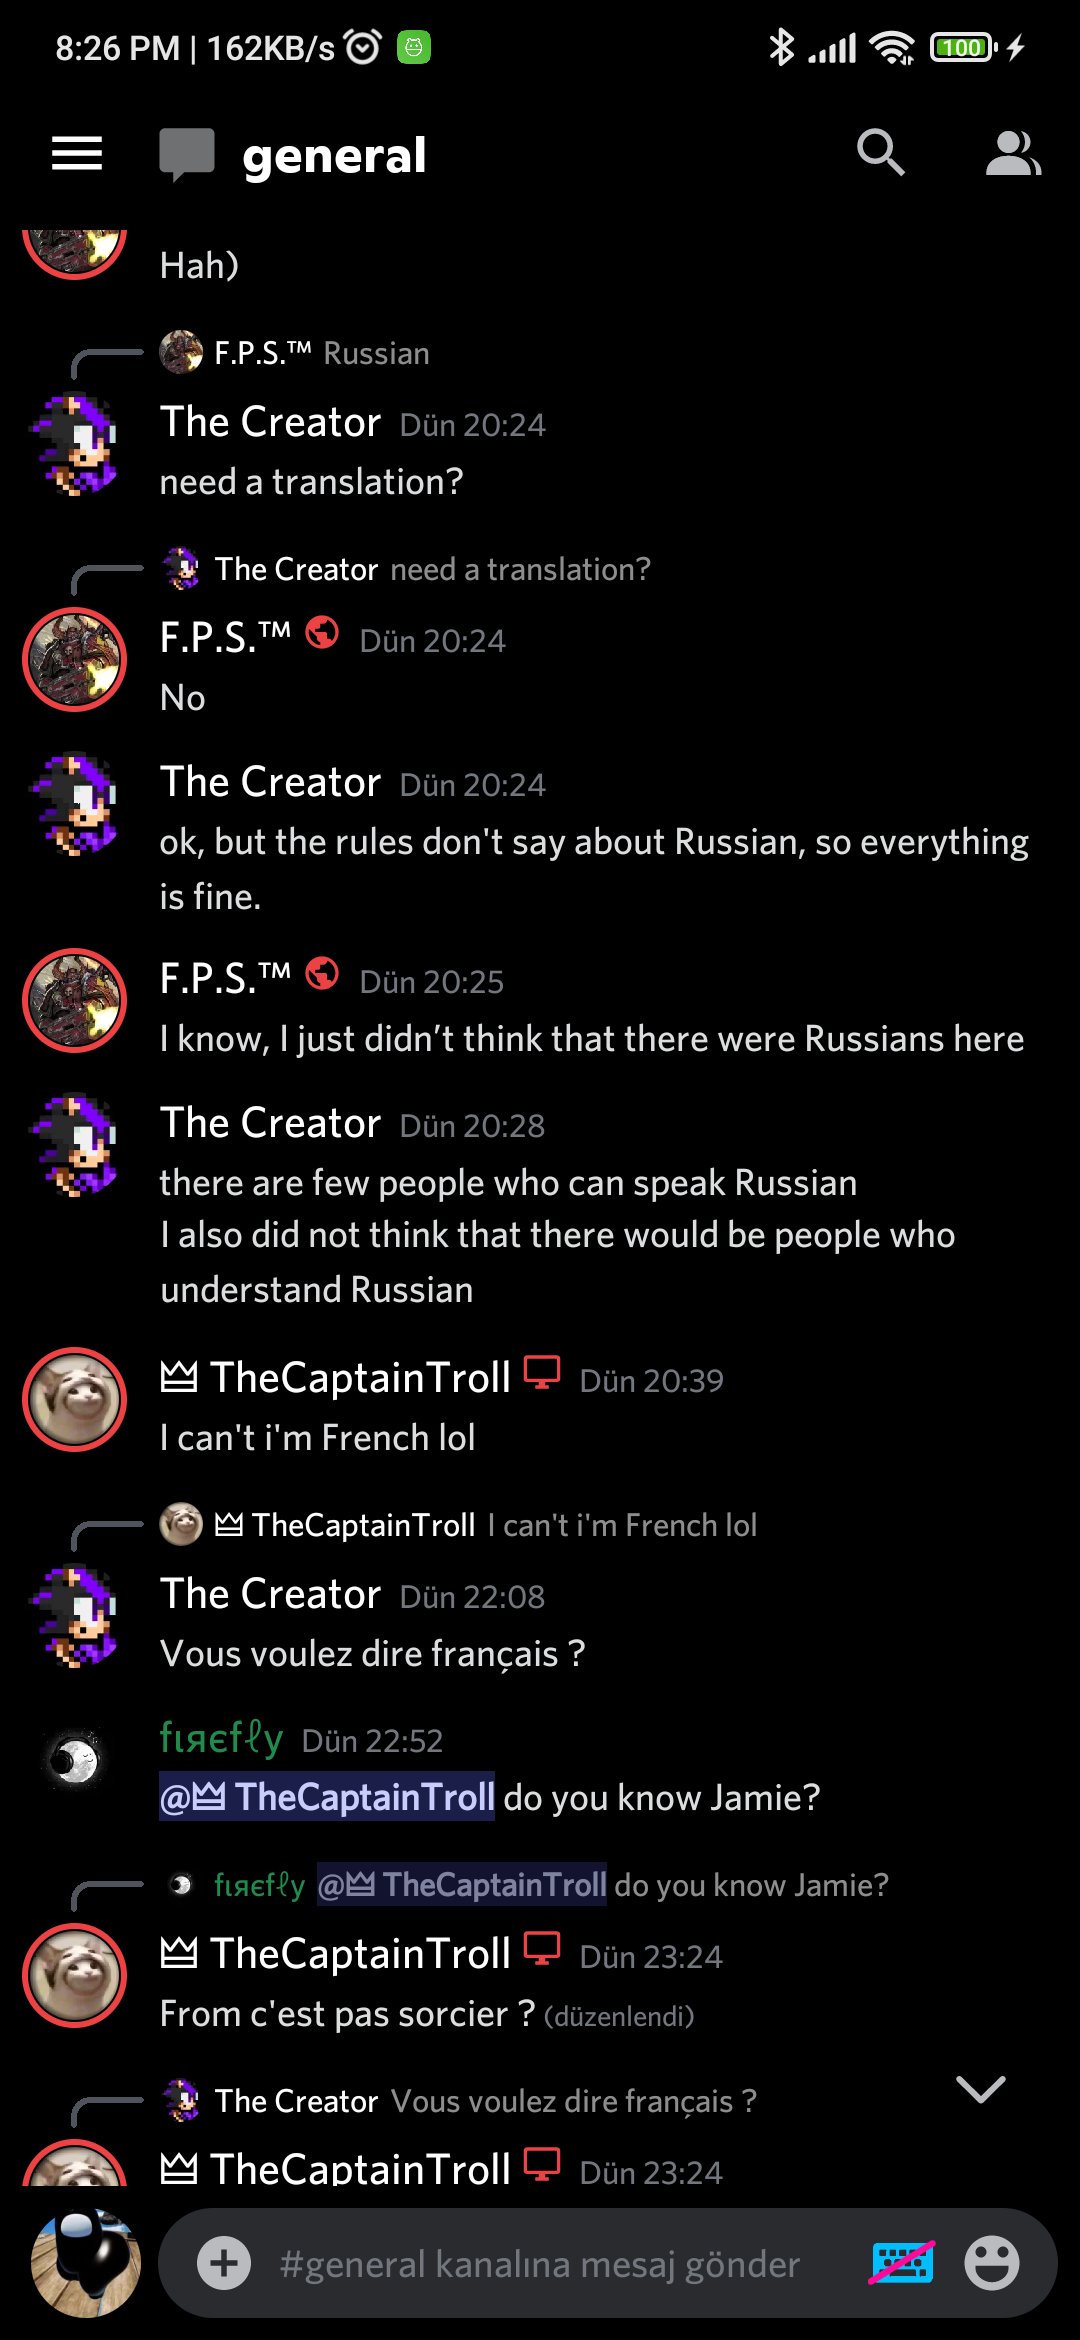 8:26 PM | 162KB/s
100
general
Hah)
F.P.S.™ Russian
The Creator Dün 20:24
need a translation?
The Creator need a translation?
F.P.S.™ Dün 20:24
No
The Creator Dün 20:24
ok, but the rules don't say about Russian, so everything
is fine.
F.P.S.™ Dün 20:25
I know, I just didn’t think that there were Russians here
The Creator Dün 20:28
there are few people who can speak Russian
I also did not think that there would be people who
understand Russian
TheCaptainTroll Dün 20:39
I can't i'm French lol
TheCaptainTroll I can't i'm French lol
The Creator Dün 22:08
Vous voulez dire français ?
fιяєfℓy Dün 22:52
@TheCaptainTroll do you know Jamie?
fιяєfℓy @TheCaptainTroll do you know Jamie?
TheCaptainTroll Dün 23:24
From c'est pas sorcier ? (düzenlendi)
The Creator Vous voulez dire français ?
TheCaptainTroll Dün 23:24
#general kanalına mesaj gönder